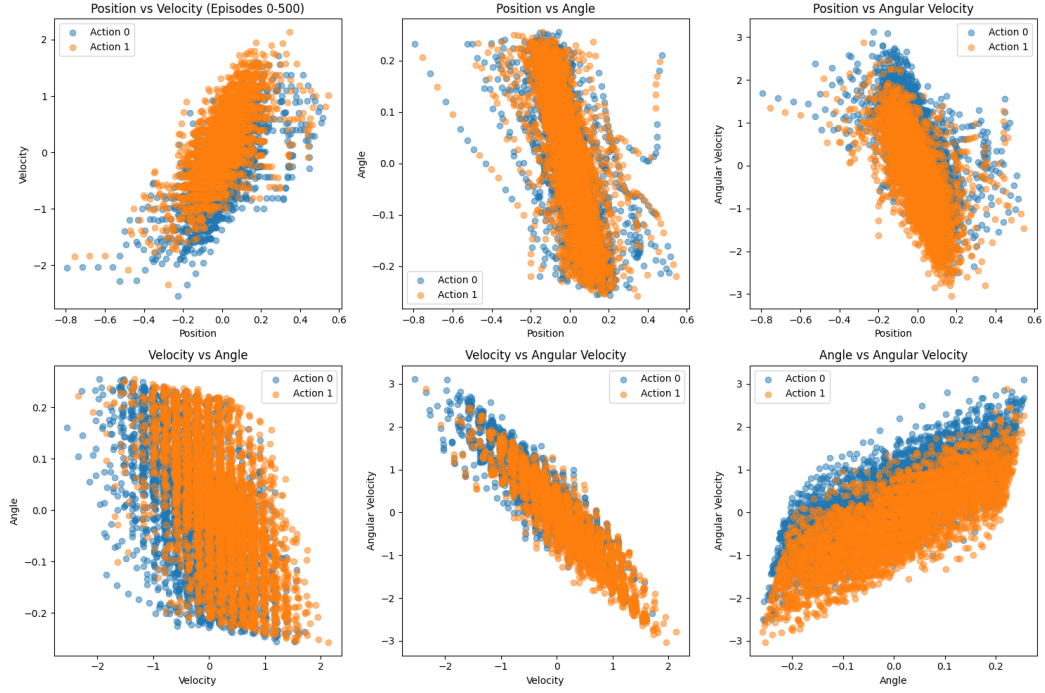 Position vs Velocity (Episodes 0-500)
Action 0
Action 1
2
1
0
−1
−2
Velocity
−0.8 −0.6 −0.4 −0.2 0.0 0.2 0.4 0.6
Position
Position vs Angle
0.2
0.1
0.0
−0.1
−0.2
Angle
Action 0
Action 1
−0.8 −0.6 −0.4 −0.2 0.0 0.2 0.4 0.6
Position
Position vs Angular Velocity
Action 0
Action 1
3
2
1
0
−1
−2
−3
Angular Velocity
−0.8 −0.6 −0.4 −0.2 0.0 0.2 0.4 0.6
Position
Velocity vs Angle
Action 0
Action 1
0.2
0.1
0.0
−0.1
−0.2
Angle
−2 −1 0 1 2
Velocity
Velocity vs Angular Velocity
Action 0
Action 1
3
2
1
0
−1
−2
−3
Angular Velocity
−2 −1 0 1 2
Velocity
Angle vs Angular Velocity
Action 0
Action 1
3
2
1
0
−1
−2
−3
Angular Velocity
−0.2 −0.1 0.0 0.1 0.2
Angle